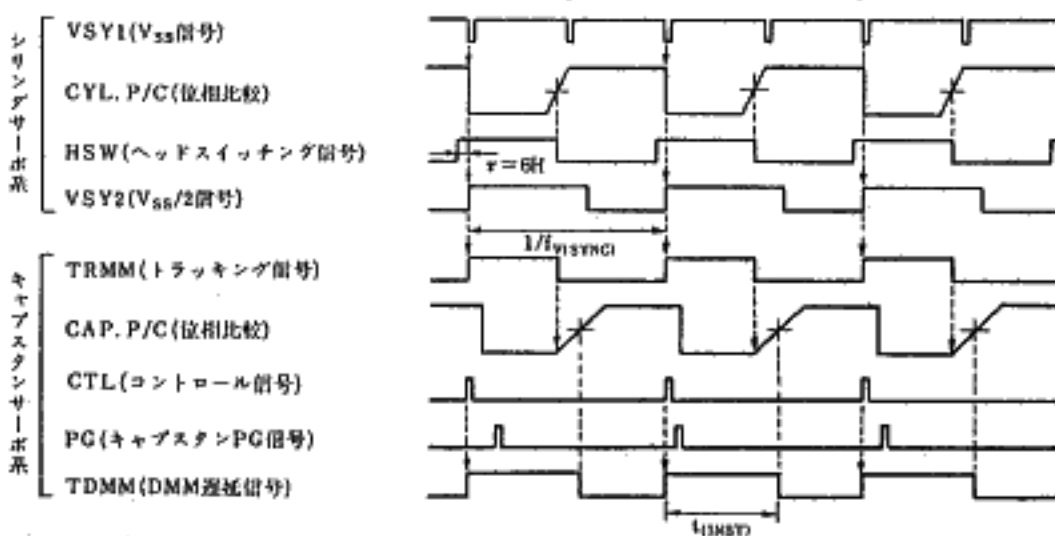 シリンダサーボ系
VSY1(VSS信号)
CYL. P/C(位相比較)
HSW(ヘッドスイッチング信号)
τ=6H
VSY2(VSS/2信号)
1/fV(SYNC)
キャプスタンサーボ系
TRMM(トラッキング信号)
CAP. P/C(位相比較)
CTL(コントロール信号)
PG(キャプスタンPG信号)
TDMM(DMM遅延信号)